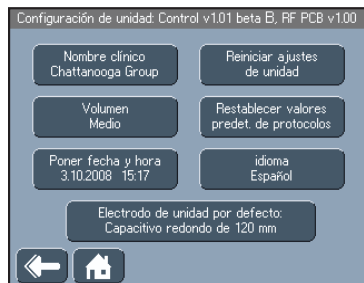 Configuración de unidad: Control v1.01 beta B, RF PCB v1.00
Nombre clínico
Chattanooga Group
Reiniciar ajustes
de unidad
Volumen
Medio
Restablecer valores
predet. de protocolos
Poner fecha y hora
3.10.2008 15:17
idioma
Español
Electrodo de unidad por defecto:
Capacitivo redondo de 120 mm